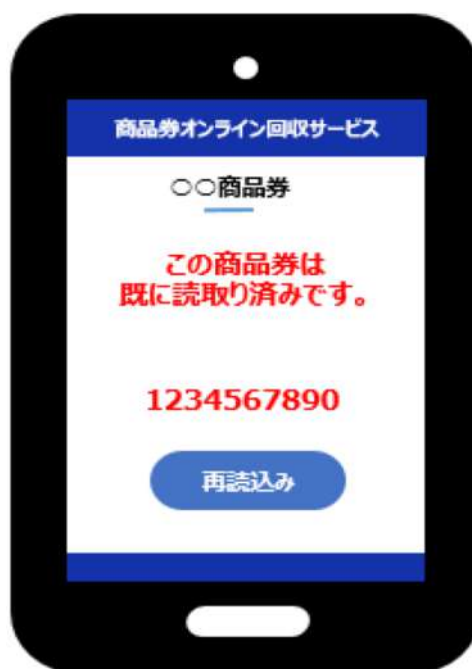 商品券オンライン回収サービス
○○商品券
この商品券は
既に読取り済みです。
1234567890
再読込み